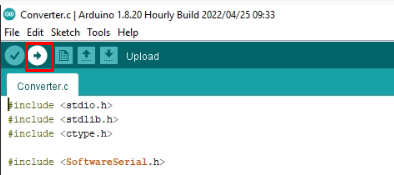 Converter.c | Arduino 1.8.20 Hourly Build 2022/04/25 09:33
File Edit Sketch Tools Help
Upload
Converter.c
#include <stdio.h>
#include <stdlib.h>
#include <ctype.h>
#include <SoftwareSerial.h>